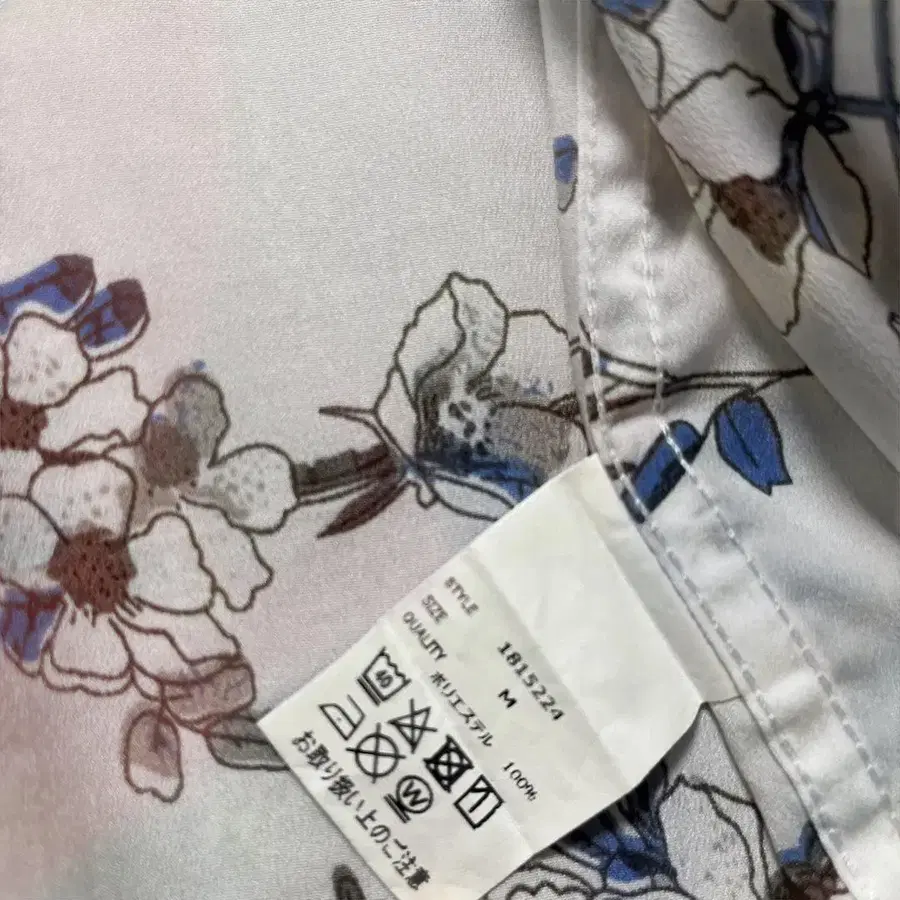 STYLE 1815224
SIZE M
QUALITY ポリエステル 100%
40
W
お取り扱い上のご注意